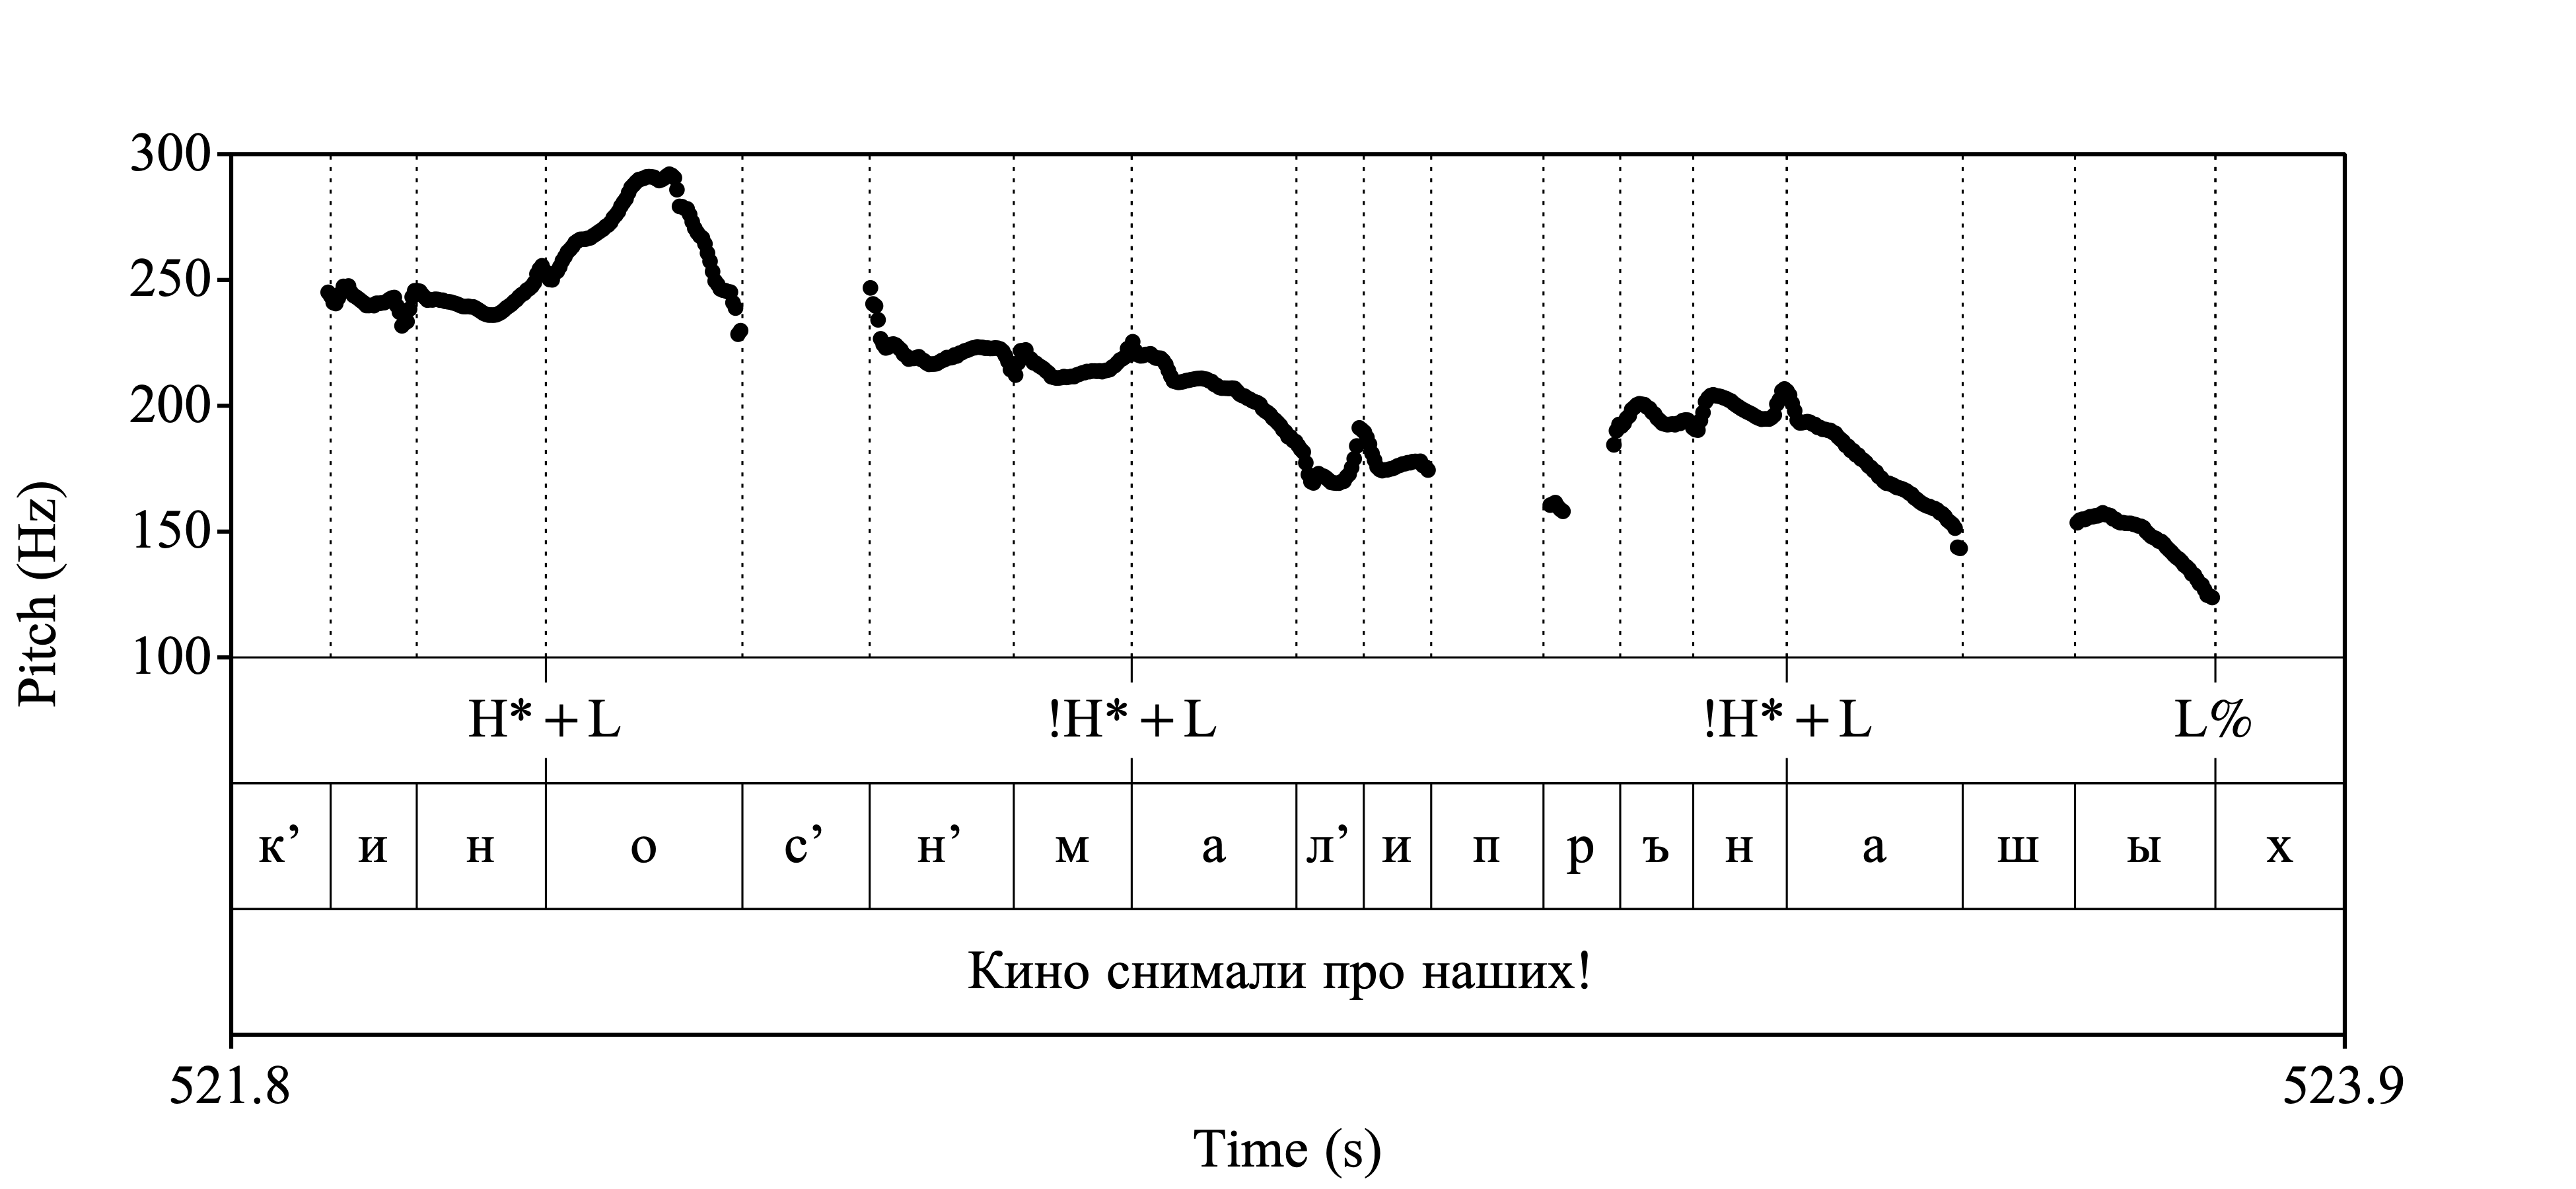 300
250
200
150
100
Pitch (Hz)
H*+L !H*+L !H*+L L%
к’ и н о с’ н’ м а л’ и п р ъ н а ш ы х
Кино снимали про наших!
521.8 523.9
Time (s)